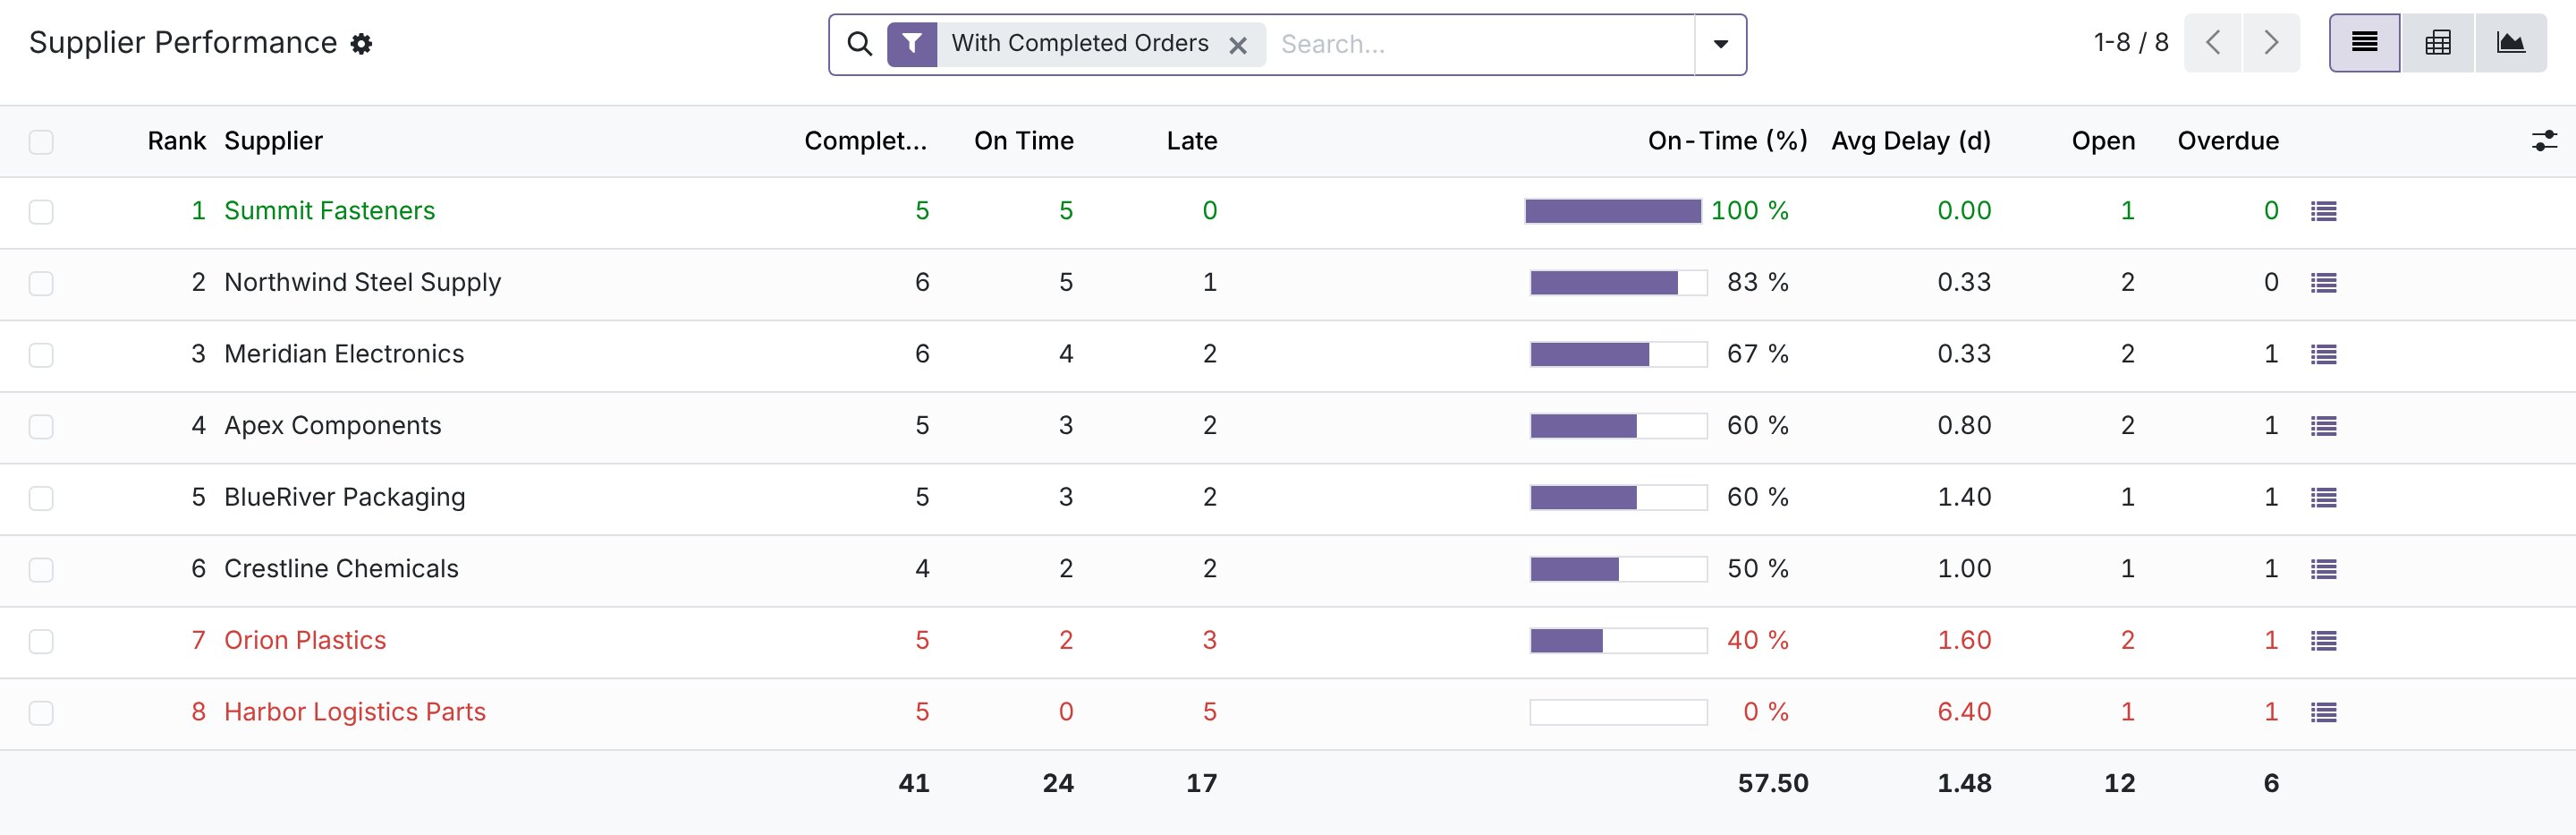 Supplier Performance With Completed Orders Search... 1-8 / 8
Rank Supplier Complet... On Time Late On-Time (%) Avg Delay (d) Open Overdue
1 Summit Fasteners 5 5 0 100 % 0.00 1 0
2 Northwind Steel Supply 6 5 1 83 % 0.33 2 0
3 Meridian Electronics 6 4 2 67 % 0.33 2 1
4 Apex Components 5 3 2 60 % 0.80 2 1
5 BlueRiver Packaging 5 3 2 60 % 1.40 1 1
6 Crestline Chemicals 4 2 2 50 % 1.00 1 1
7 Orion Plastics 5 2 3 40 % 1.60 2 1
8 Harbor Logistics Parts 5 0 5 0 % 6.40 1 1
41 24 17 57.50 1.48 12 6